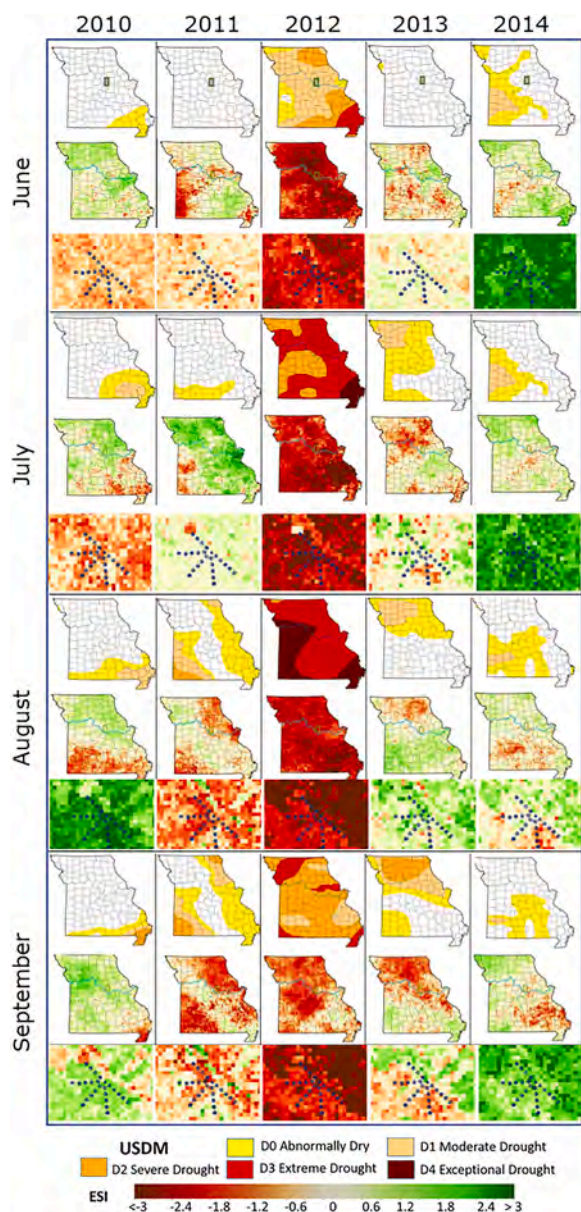 2010 2011 2012 2013 2014
June
July
August
September
USDM D0 Abnormally Dry D1 Moderate Drought
D2 Severe Drought D3 Extreme Drought D4 Exceptional Drought
ESI
<-3 -2.4 -1.8 -1.2 -0.6 0 0.6 1.2 1.8 2.4 > 3